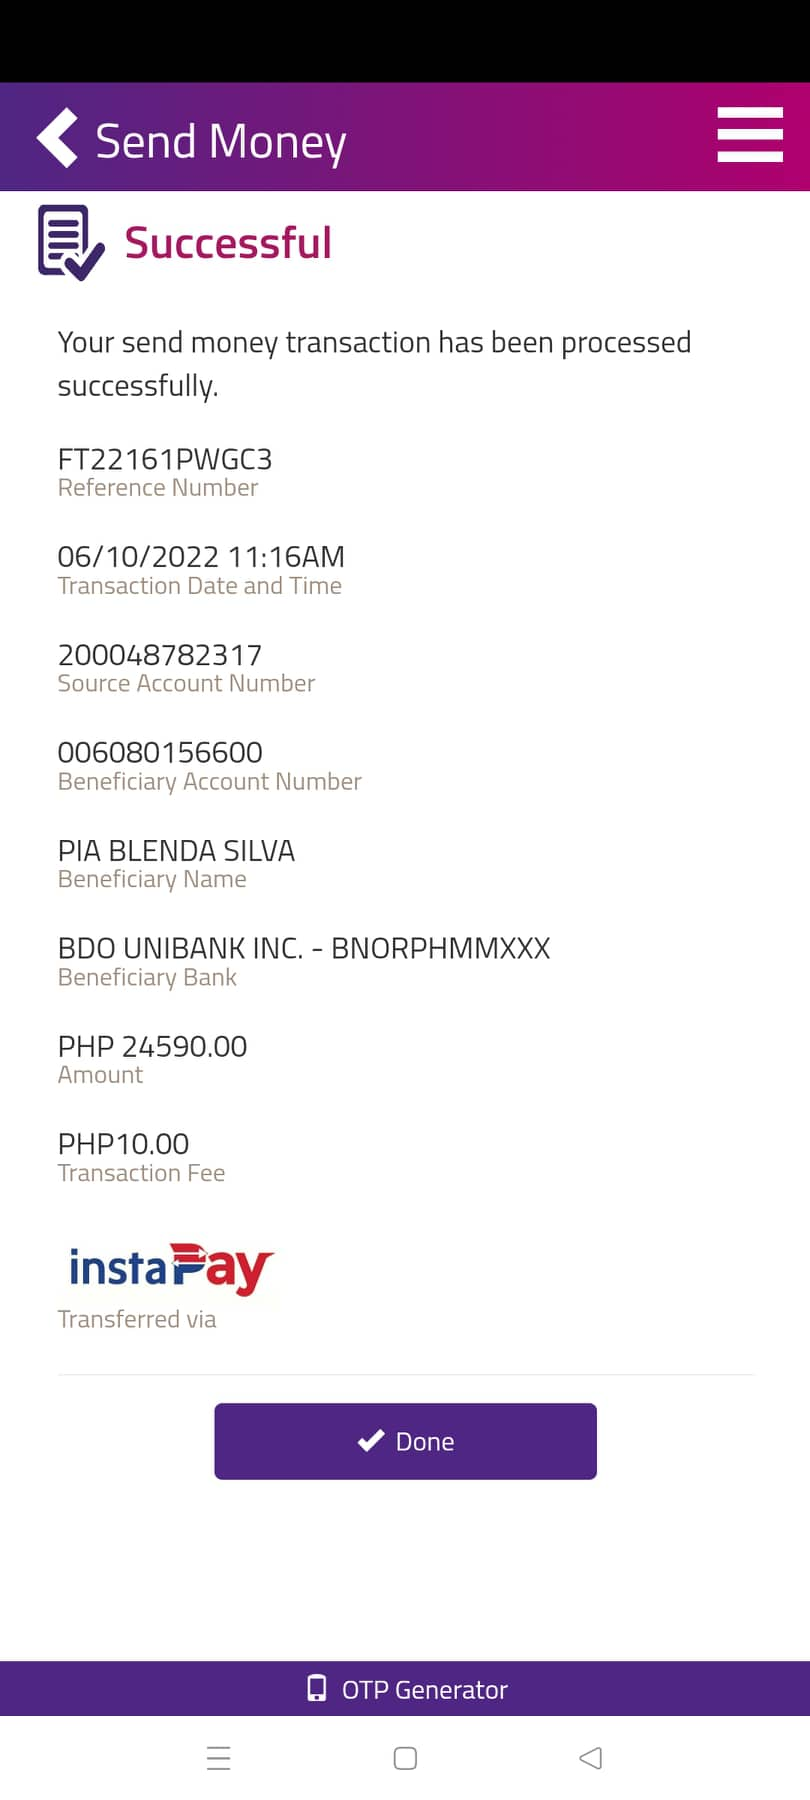 Send Money
Successful
Your send money transaction has been processed
successfully.
FT22161PWGC3
Reference Number
06/10/2022 11:16AM
Transaction Date and Time
200048782317
Source Account Number
006080156600
Beneficiary Account Number
PIA BLENDA SILVA
Beneficiary Name
BDO UNIBANK INC. - BNORPHMMXXX
Beneficiary Bank
PHP 24590.00
Amount
PHP10.00
Transaction Fee
instaPay
Transferred via
Done
OTP Generator